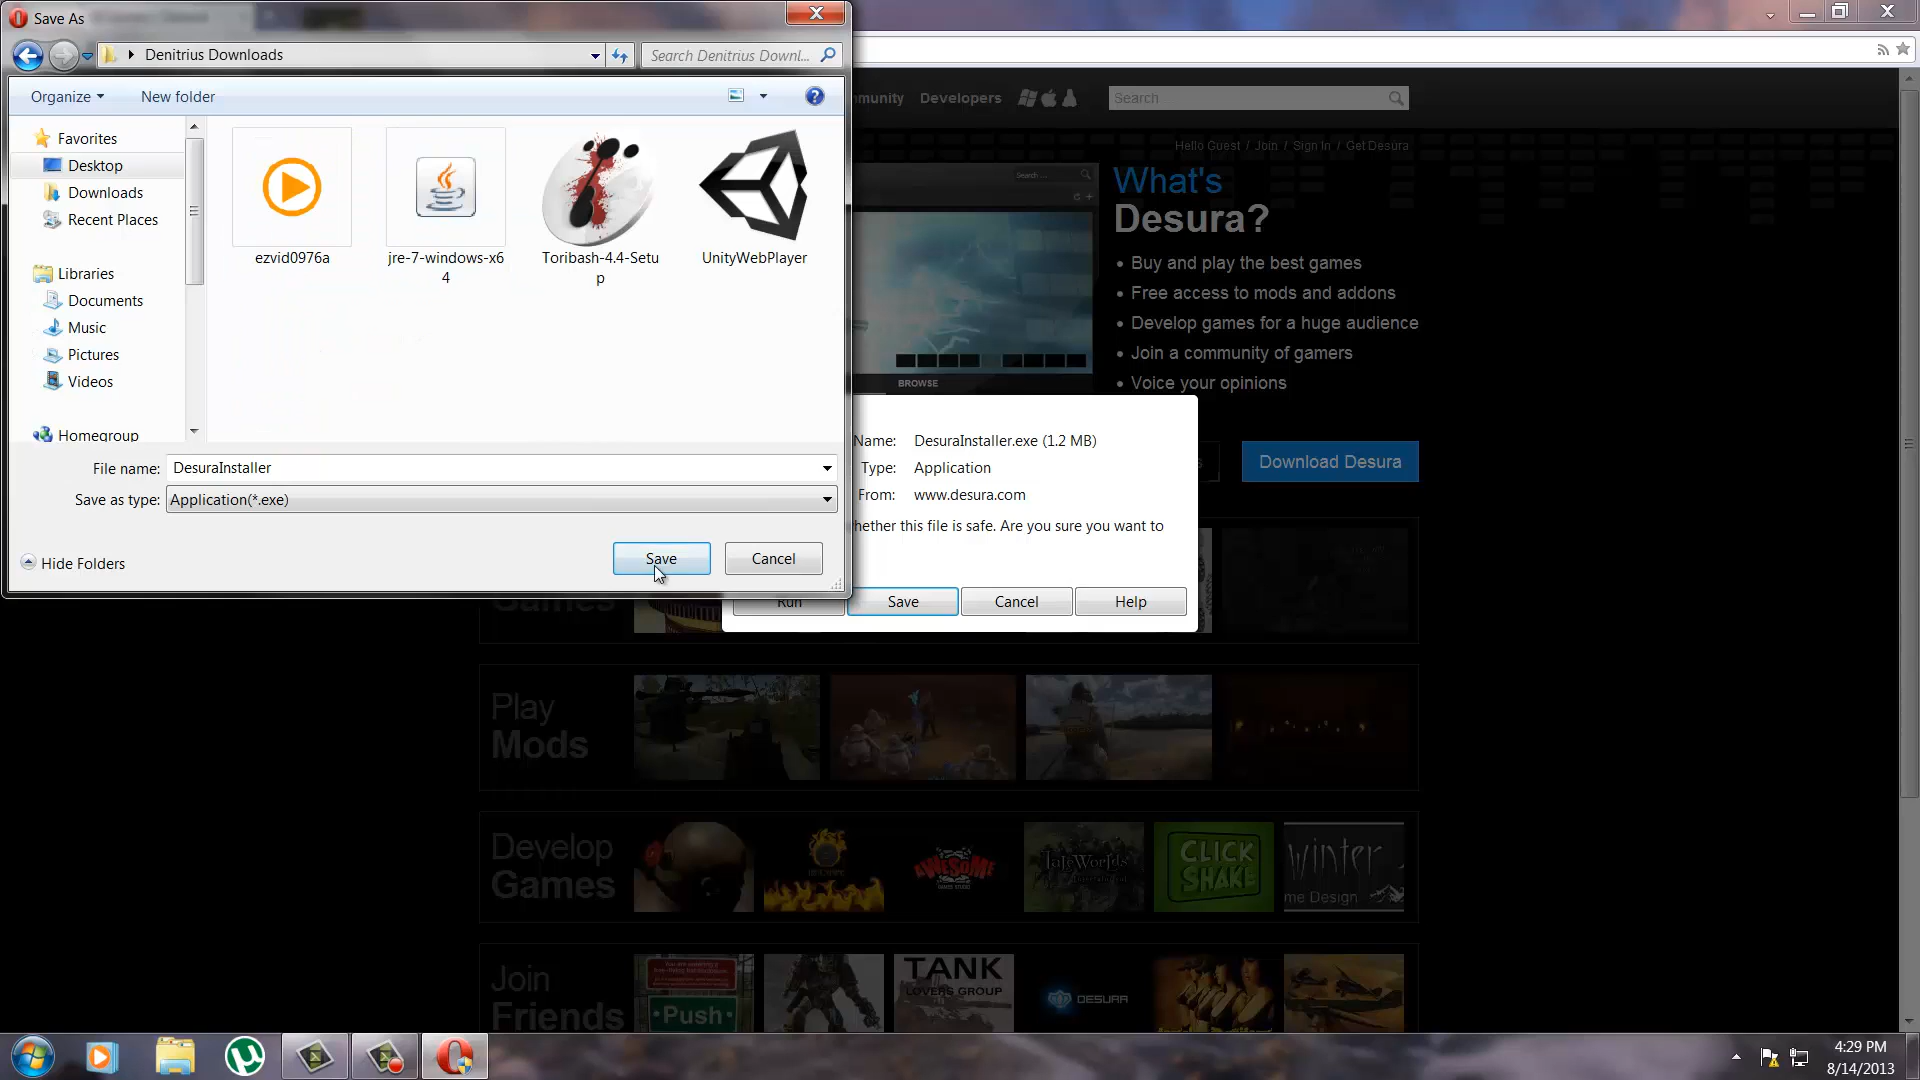 Save As
Denitrius Downloads
Search Denitrius Downl...
Organize
New folder
Favorites
Desktop
Downloads
Recent Places
Libraries
Documents
Music
Pictures
Videos
Homegroup
ezvid0976a
jre-7-windows-x6
4
Toribash-4.4-Setu
p
UnityWebPlayer
File name: DesuraInstaller
Save as type: Application(*.exe)
Hide Folders
Save
Cancel
munity
Developers
Search
Hello Guest / Join / Sign In / Get Desura
Search ...
What's
Desura?
• Buy and play the best games
• Free access to mods and addons
• Develop games for a huge audience
• Join a community of gamers
• Voice your opinions
BROWSE
Name: DesuraInstaller.exe (1.2 MB)
Type: Application
From: www.desura.com
hether this file is safe. Are you sure you want to
Run
Save
Cancel
Help
s
Download Desura
Games
Play
Mods
Develop
Games
AWESOME
GAMES STUDIO
TaleWorlds
CLICK
SHAKE
winter
me Design
Join
Friends
Push
TANK
LOVERS GROUP
DESURA
4:29 PM
8/14/2013